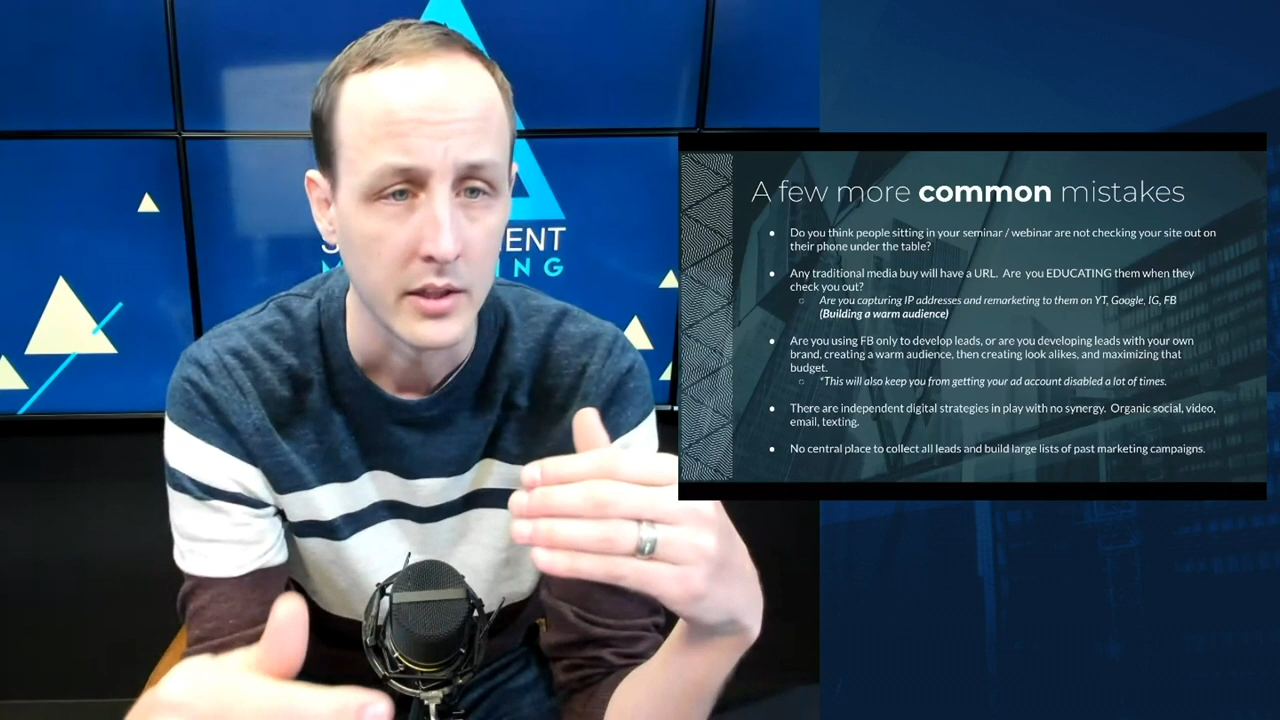 ENT
A few more common mistakes
● Do you think people sitting in your seminar / webinar are not checking your site out on
their phone under the table?
● Any traditional media buy will have a URL. Are you EDUCATING them when they
check you out?
○ Are you capturing IP addresses and remarketing to them on YT, Google, IG, FB
(Building a warm audience)
● Are you using FB only to develop leads, or are you developing leads with your own
brand, creating a warm audience, then creating look alikes, and maximizing that
budget.
○ *This will also keep you from getting your ad account disabled a lot of times.
● There are independent digital strategies in play with no synergy. Organic social, video,
email, texting.
● No central place to collect all leads and build large lists of past marketing campaigns.